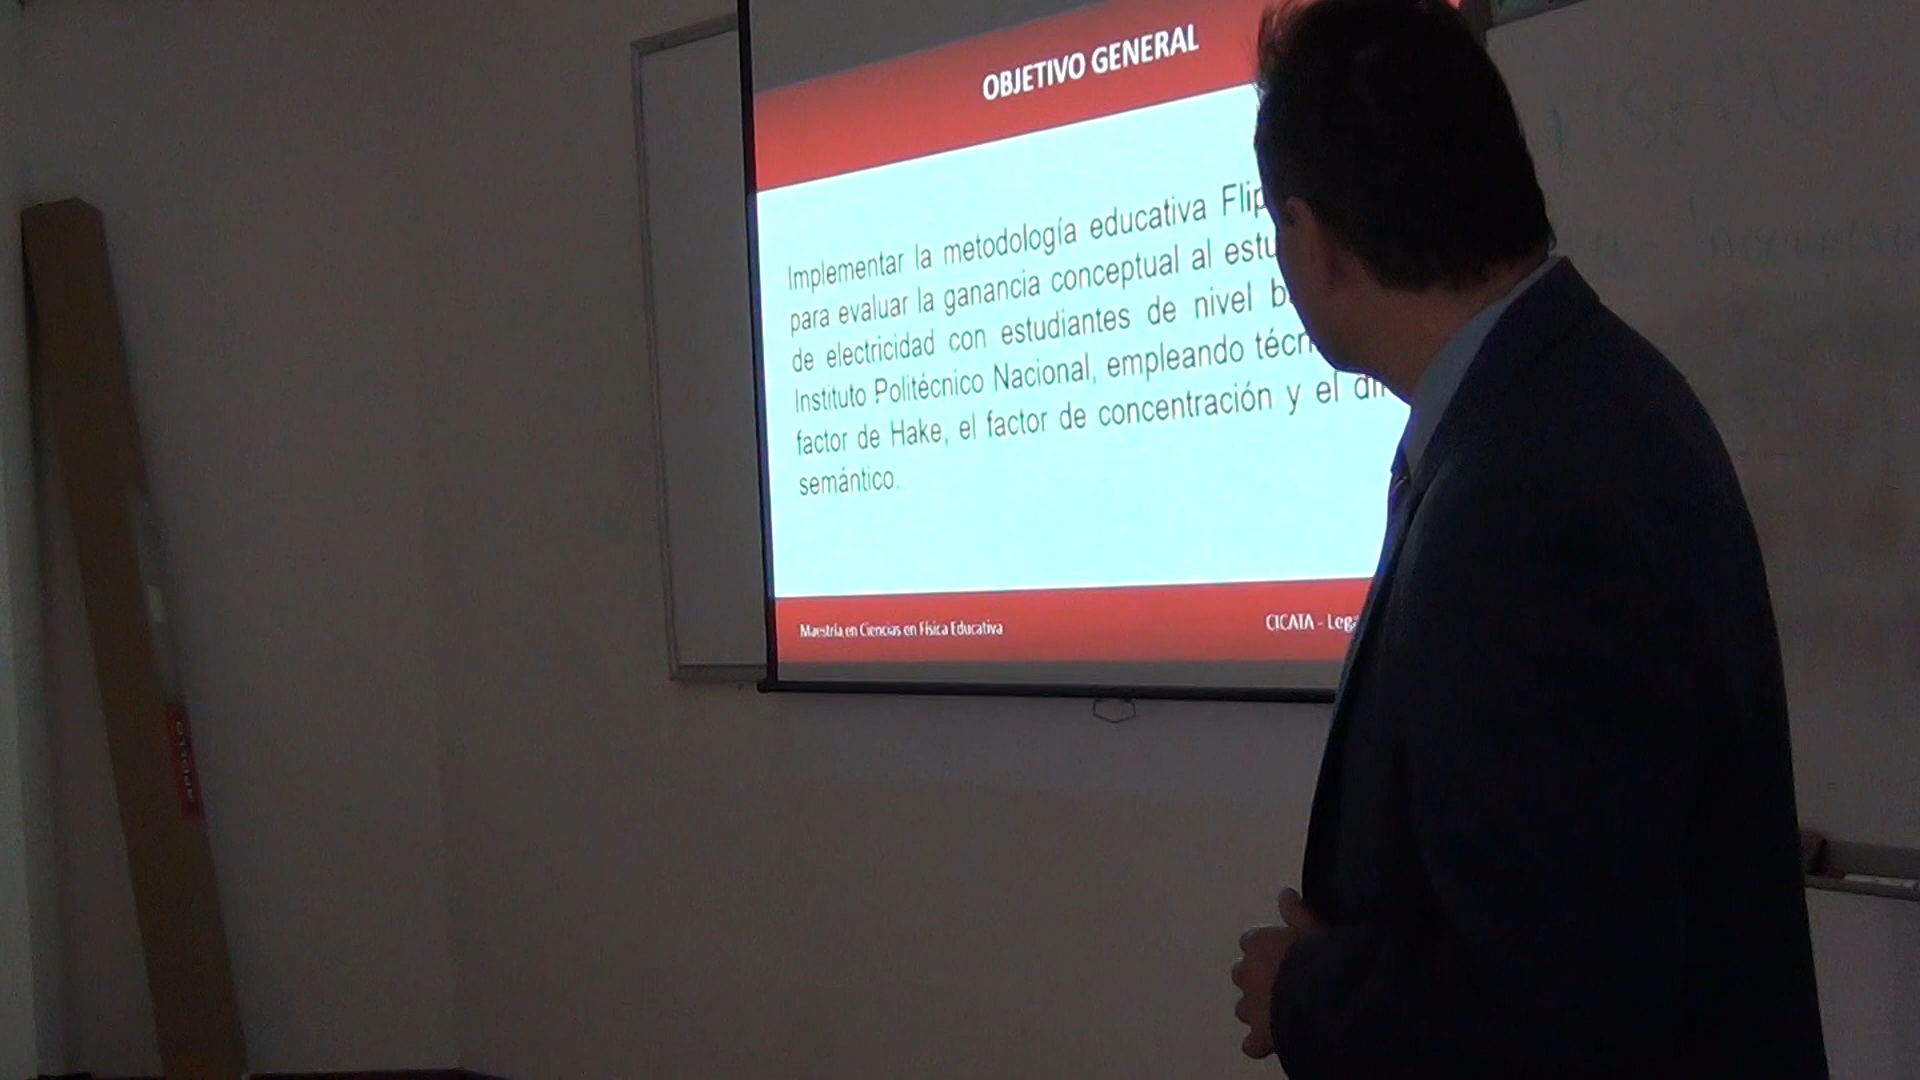 OBJETIVO GENERAL
Implementar la metodología educativa Flip
para evaluar la ganancia conceptual al estu
de electricidad con estudiantes de nivel b
Instituto Politécnico Nacional, empleando técn
factor de Hake, el factor de concentración y el di
semántico.
Maestría en Ciencias en Física Educativa
CICATA - Lega